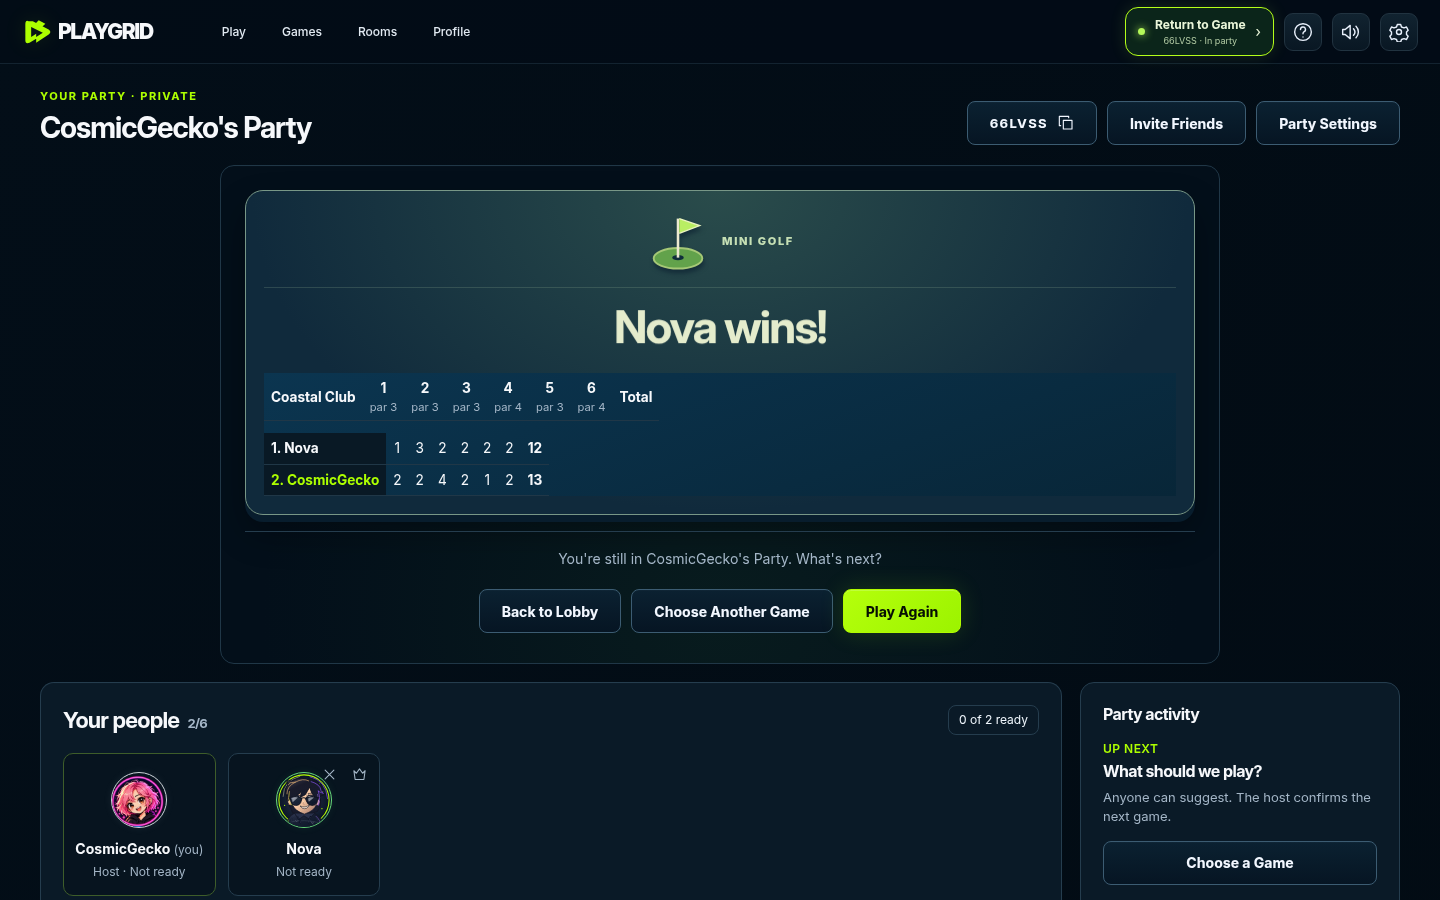 PLAYGRID
Play Games Rooms Profile
Return to Game
66LVSS · In party
YOUR PARTY · PRIVATE
CosmicGecko's Party
66LVSS
Invite Friends
Party Settings
MINI GOLF
Nova wins!
Coastal Club 1 2 3 4 5 6 Total
par 3 par 3 par 3 par 4 par 3 par 4
1. Nova 1 3 2 2 2 2 12
2. CosmicGecko 2 2 4 2 1 2 13
You're still in CosmicGecko's Party. What's next?
Back to Lobby
Choose Another Game
Play Again
Your people 2/6
0 of 2 ready
CosmicGecko (you)
Host · Not ready
Nova
Not ready
Party activity
UP NEXT
What should we play?
Anyone can suggest. The host confirms the
next game.
Choose a Game